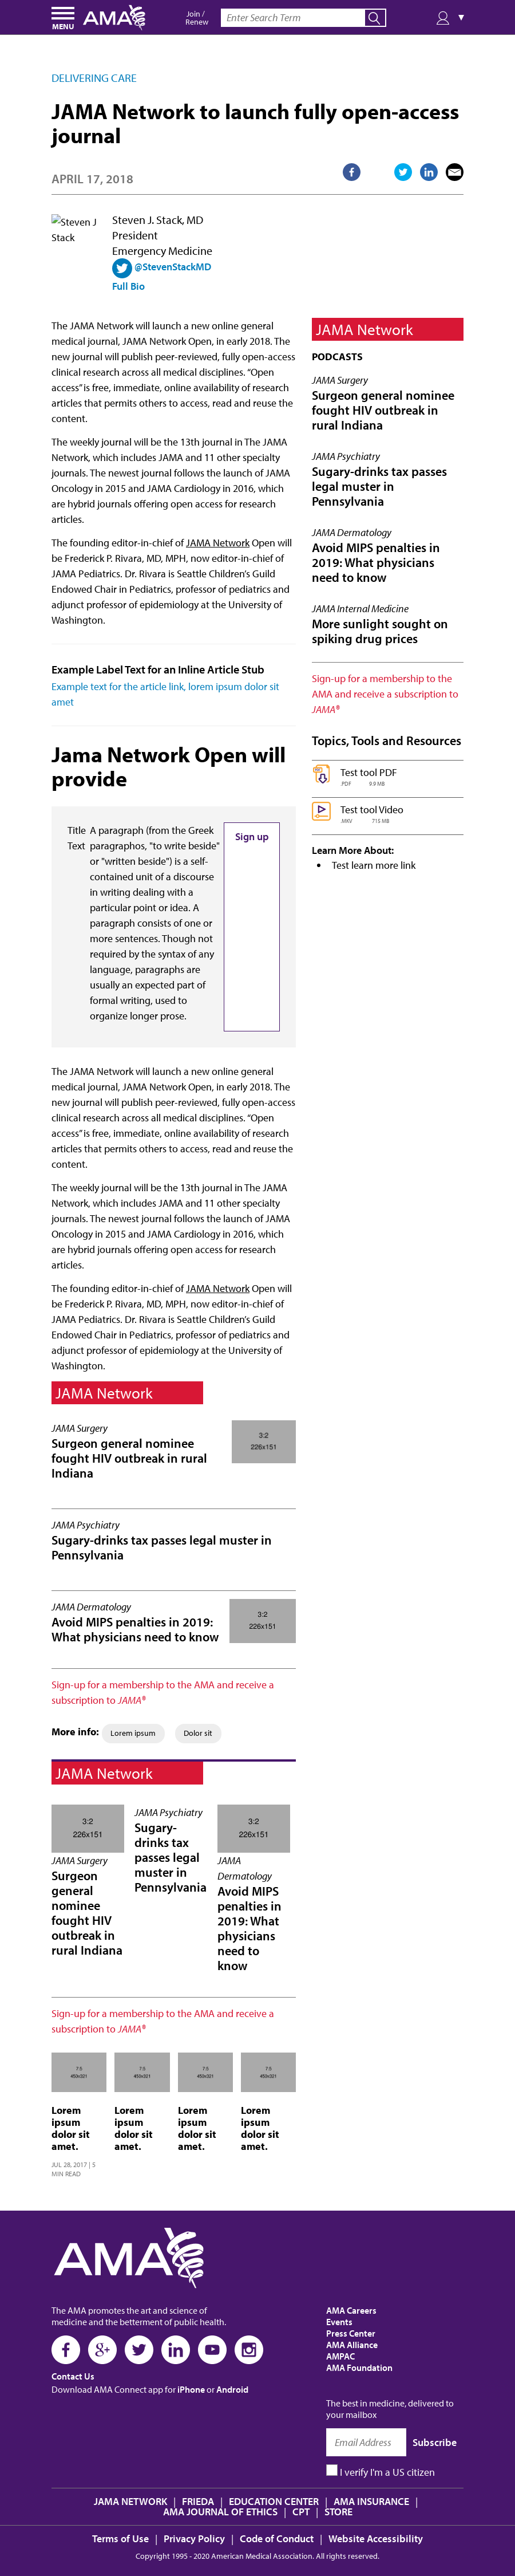 MENU
AMA
Join /
Renew
Enter Search Term
DELIVERING CARE
JAMA Network to launch fully open-access
journal
APRIL 17, 2018
Steven J
Stack
Steven J. Stack, MD
President
Emergency Medicine
@StevenStackMD
Full Bio
The JAMA Network will launch a new online general
medical journal, JAMA Network Open, in early 2018. The
new journal will publish peer-reviewed, fully open-access
clinical research across all medical disciplines. “Open
access” is free, immediate, online availability of research
articles that permits others to access, read and reuse the
content.
The weekly journal will be the 13th journal in The JAMA
Network, which includes JAMA and 11 other specialty
journals. The newest journal follows the launch of JAMA
Oncology in 2015 and JAMA Cardiology in 2016, which
are hybrid journals offering open access for research
articles.
The founding editor-in-chief of JAMA Network Open will
be Frederick P. Rivara, MD, MPH, now editor-in-chief of
JAMA Pediatrics. Dr. Rivara is Seattle Children’s Guild
Endowed Chair in Pediatrics, professor of pediatrics and
adjunct professor of epidemiology at the University of
Washington.
Example Label Text for an Inline Article Stub
Example text for the article link, lorem ipsum dolor sit
amet
Jama Network Open will
provide
Title
Text
A paragraph (from the Greek
paragraphos, "to write beside"
or "written beside") is a self-
contained unit of a discourse
in writing dealing with a
particular point or idea. A
paragraph consists of one or
more sentences. Though not
required by the syntax of any
language, paragraphs are
usually an expected part of
formal writing, used to
organize longer prose.
Sign up
The JAMA Network will launch a new online general
medical journal, JAMA Network Open, in early 2018. The
new journal will publish peer-reviewed, fully open-access
clinical research across all medical disciplines. “Open
access” is free, immediate, online availability of research
articles that permits others to access, read and reuse the
content.
The weekly journal will be the 13th journal in The JAMA
Network, which includes JAMA and 11 other specialty
journals. The newest journal follows the launch of JAMA
Oncology in 2015 and JAMA Cardiology in 2016, which
are hybrid journals offering open access for research
articles.
The founding editor-in-chief of JAMA Network Open will
be Frederick P. Rivara, MD, MPH, now editor-in-chief of
JAMA Pediatrics. Dr. Rivara is Seattle Children’s Guild
Endowed Chair in Pediatrics, professor of pediatrics and
adjunct professor of epidemiology at the University of
Washington.
JAMA Network
JAMA Surgery
Surgeon general nominee
fought HIV outbreak in rural
Indiana
3:2
226x151
JAMA Psychiatry
Sugary-drinks tax passes legal muster in
Pennsylvania
JAMA Dermatology
Avoid MIPS penalties in 2019:
What physicians need to know
3:2
226x151
Sign-up for a membership to the AMA and receive a
subscription to JAMA®
More info: Lorem ipsum Dolor sit
JAMA Network
3:2
226x151
JAMA Surgery
Surgeon
general
nominee
fought HIV
outbreak in
rural Indiana
JAMA Psychiatry
Sugary-
drinks tax
passes legal
muster in
Pennsylvania
3:2
226x151
JAMA
Dermatology
Avoid MIPS
penalties in
2019: What
physicians
need to
know
Sign-up for a membership to the AMA and receive a
subscription to JAMA®
7:5
450x321
Lorem
ipsum
dolor sit
amet.
JUL 28, 2017 | 5
MIN READ
7:5
450x321
Lorem
ipsum
dolor sit
amet.
7:5
450x321
Lorem
ipsum
dolor sit
amet.
7:5
450x321
Lorem
ipsum
dolor sit
amet.
JAMA Network
PODCASTS
JAMA Surgery
Surgeon general nominee
fought HIV outbreak in
rural Indiana
JAMA Psychiatry
Sugary-drinks tax passes
legal muster in
Pennsylvania
JAMA Dermatology
Avoid MIPS penalties in
2019: What physicians
need to know
JAMA Internal Medicine
More sunlight sought on
spiking drug prices
Sign-up for a membership to the
AMA and receive a subscription to
JAMA®
Topics, Tools and Resources
Test tool PDF
PDF 9.9 MB
Test tool Video
MKV 715 MB
Learn More About:
Test learn more link
AMA
The AMA promotes the art and science of
medicine and the betterment of public health.
Contact Us
Download AMA Connect app for iPhone or Android
AMA Careers
Events
Press Center
AMA Alliance
AMPAC
AMA Foundation
The best in medicine, delivered to
your mailbox
Email Address Subscribe
I verify I'm a US citizen
JAMA NETWORK | FRIEDA | EDUCATION CENTER | AMA INSURANCE |
AMA JOURNAL OF ETHICS | CPT | STORE
Terms of Use | Privacy Policy | Code of Conduct | Website Accessibility
Copyright 1995 - 2020 American Medical Association. All rights reserved.